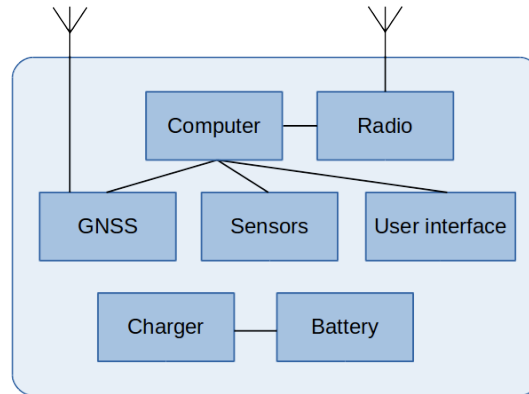 Computer
Radio
GNSS
Sensors
User interface
Charger
Battery